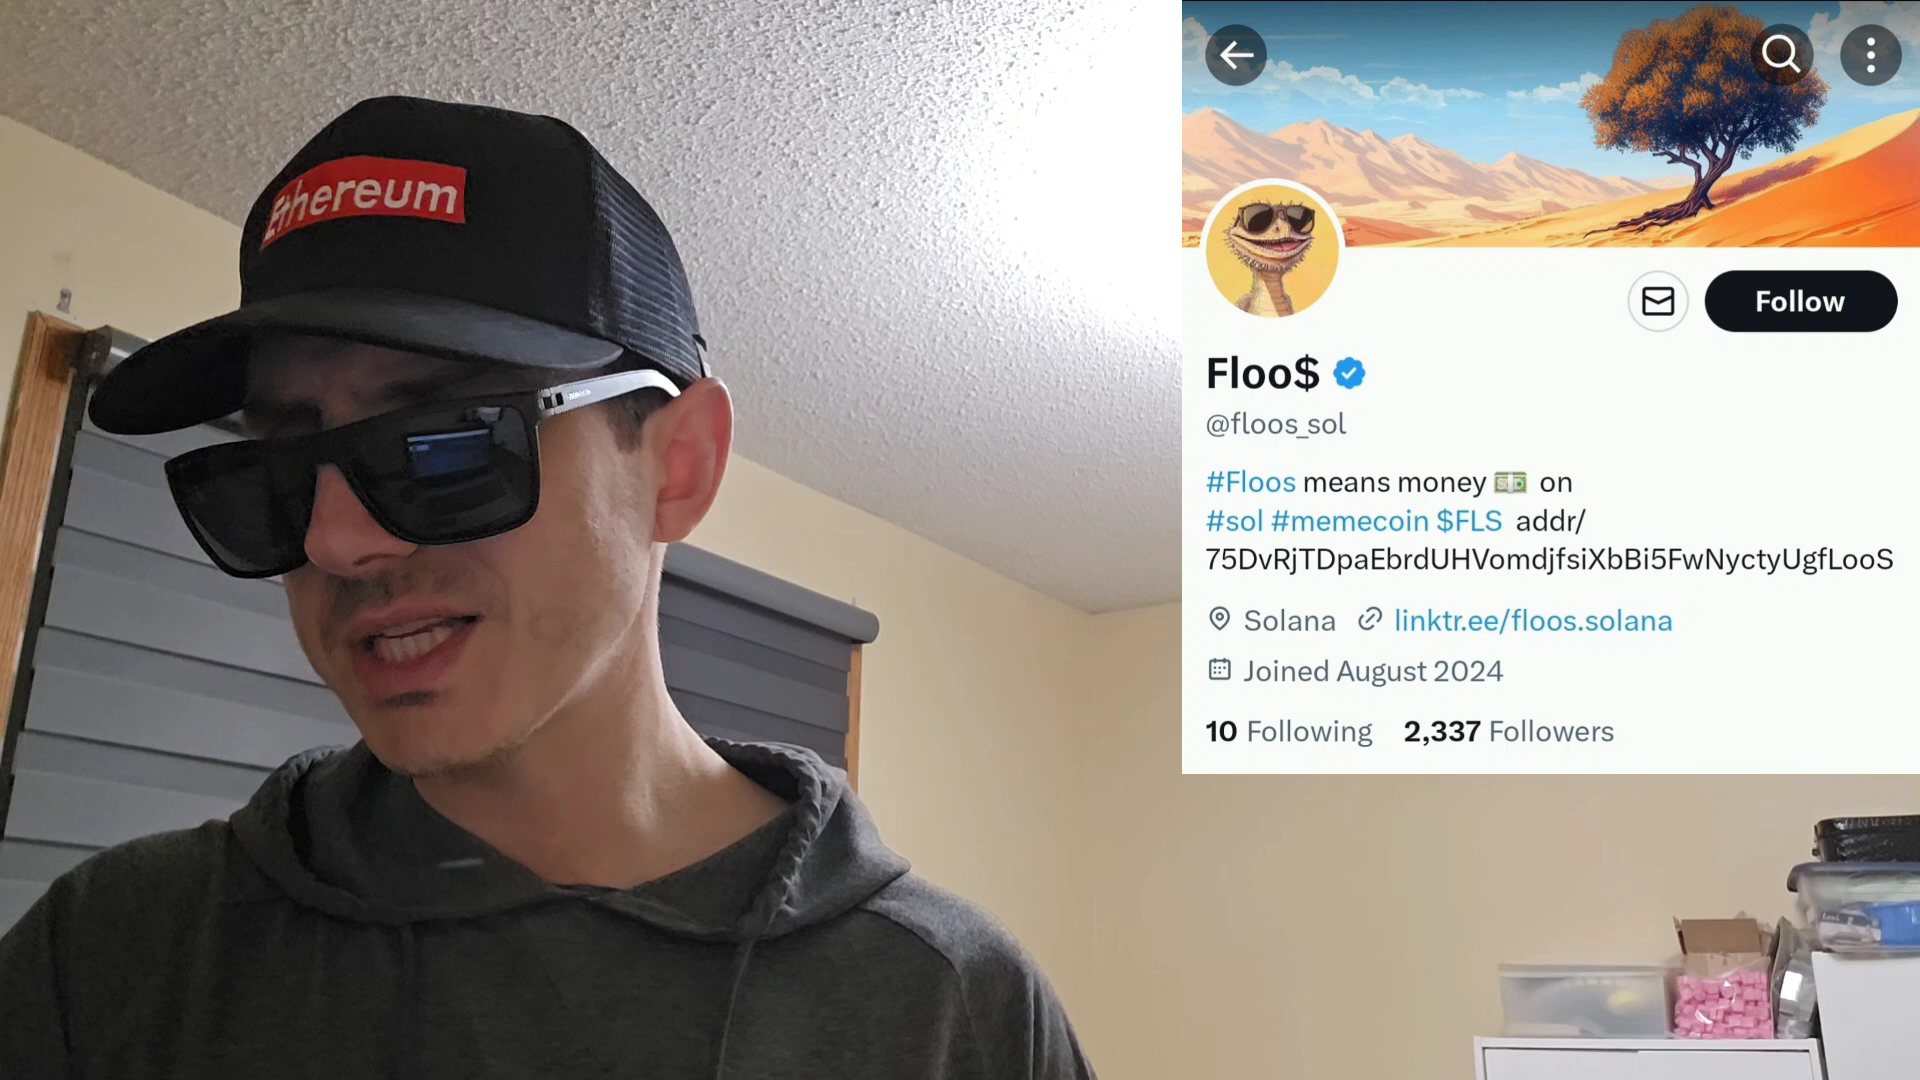 Ethereum
Floo$
@floos_sol
#Floos means money 💵 on
#sol #memecoin $FLS addr/
75DvRjTDpaEbrdUHVomdjfsiXbBi5FwNyctyUgfLooS
Solana linktr.ee/floos.solana
Joined August 2024
10 Following 2,337 Followers
Follow